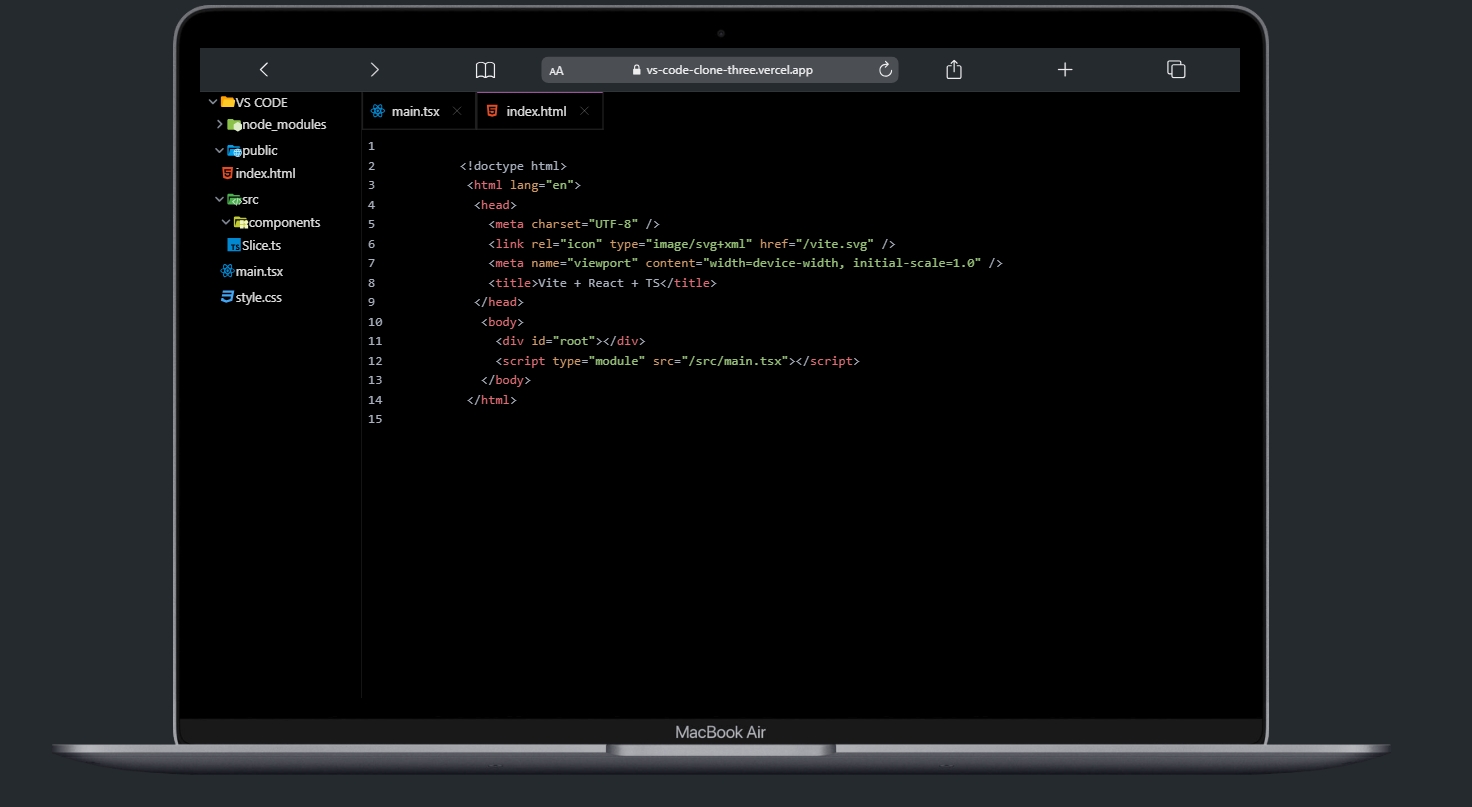 AA vs-code-clone-three.vercel.app
VS CODE
node_modules
public
index.html
src
components
TS Slice.ts
main.tsx
style.css
main.tsx index.html
1
2 <!doctype html>
3 <html lang="en">
4 <head>
5 <meta charset="UTF-8" />
6 <link rel="icon" type="image/svg+xml" href="/vite.svg" />
7 <meta name="viewport" content="width=device-width, initial-scale=1.0" />
8 <title>Vite + React + TS</title>
9 </head>
10 <body>
11 <div id="root"></div>
12 <script type="module" src="/src/main.tsx"></script>
13 </body>
14 </html>
15
MacBook Air